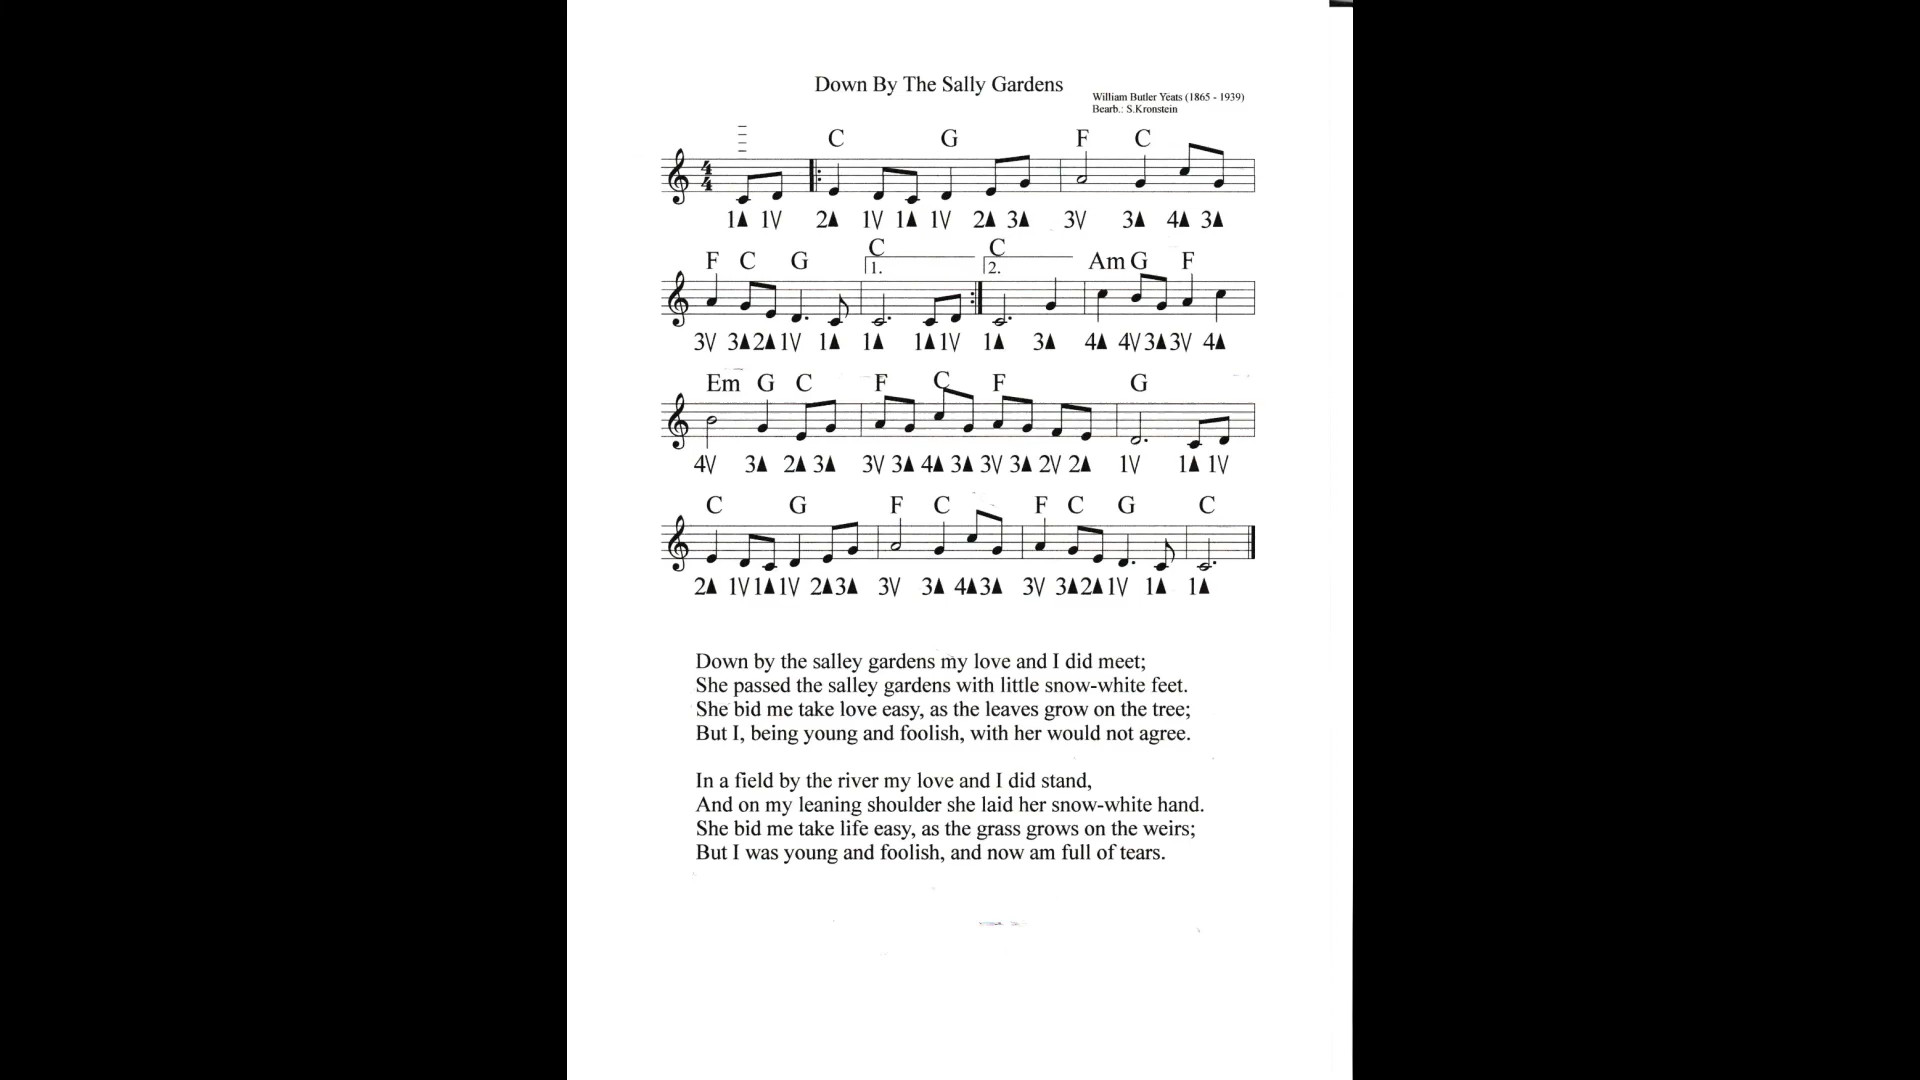 Down By The Sally Gardens
William Butler Yeats (1865 - 1939)
Bearb.: S.Kronstein
C G F C
4 4
1▲ 1V 2▲ 1V 1▲ 1V 2▲ 3▲ 3V 3▲ 4▲ 3▲
F C G C C Am G F
1. 2.
3V 3▲ 2▲ 1V 1▲ 1▲ 1▲ 1V 1▲ 3▲ 4▲ 4V 3▲ 3V 4▲
Em G C F C F G
4V 3▲ 2▲ 3▲ 3V 3▲ 4▲ 3▲ 3V 3▲ 2V 2▲ 1V 1▲ 1V
C G F C F C G C
2▲ 1V 1▲ 1V 2▲ 3▲ 3V 3▲ 4▲ 3▲ 3V 3▲ 2▲ 1V 1▲ 1▲
Down by the salley gardens my love and I did meet;
She passed the salley gardens with little snow-white feet.
She bid me take love easy, as the leaves grow on the tree;
But I, being young and foolish, with her would not agree.
In a field by the river my love and I did stand,
And on my leaning shoulder she laid her snow-white hand.
She bid me take life easy, as the grass grows on the weirs;
But I was young and foolish, and now am full of tears.